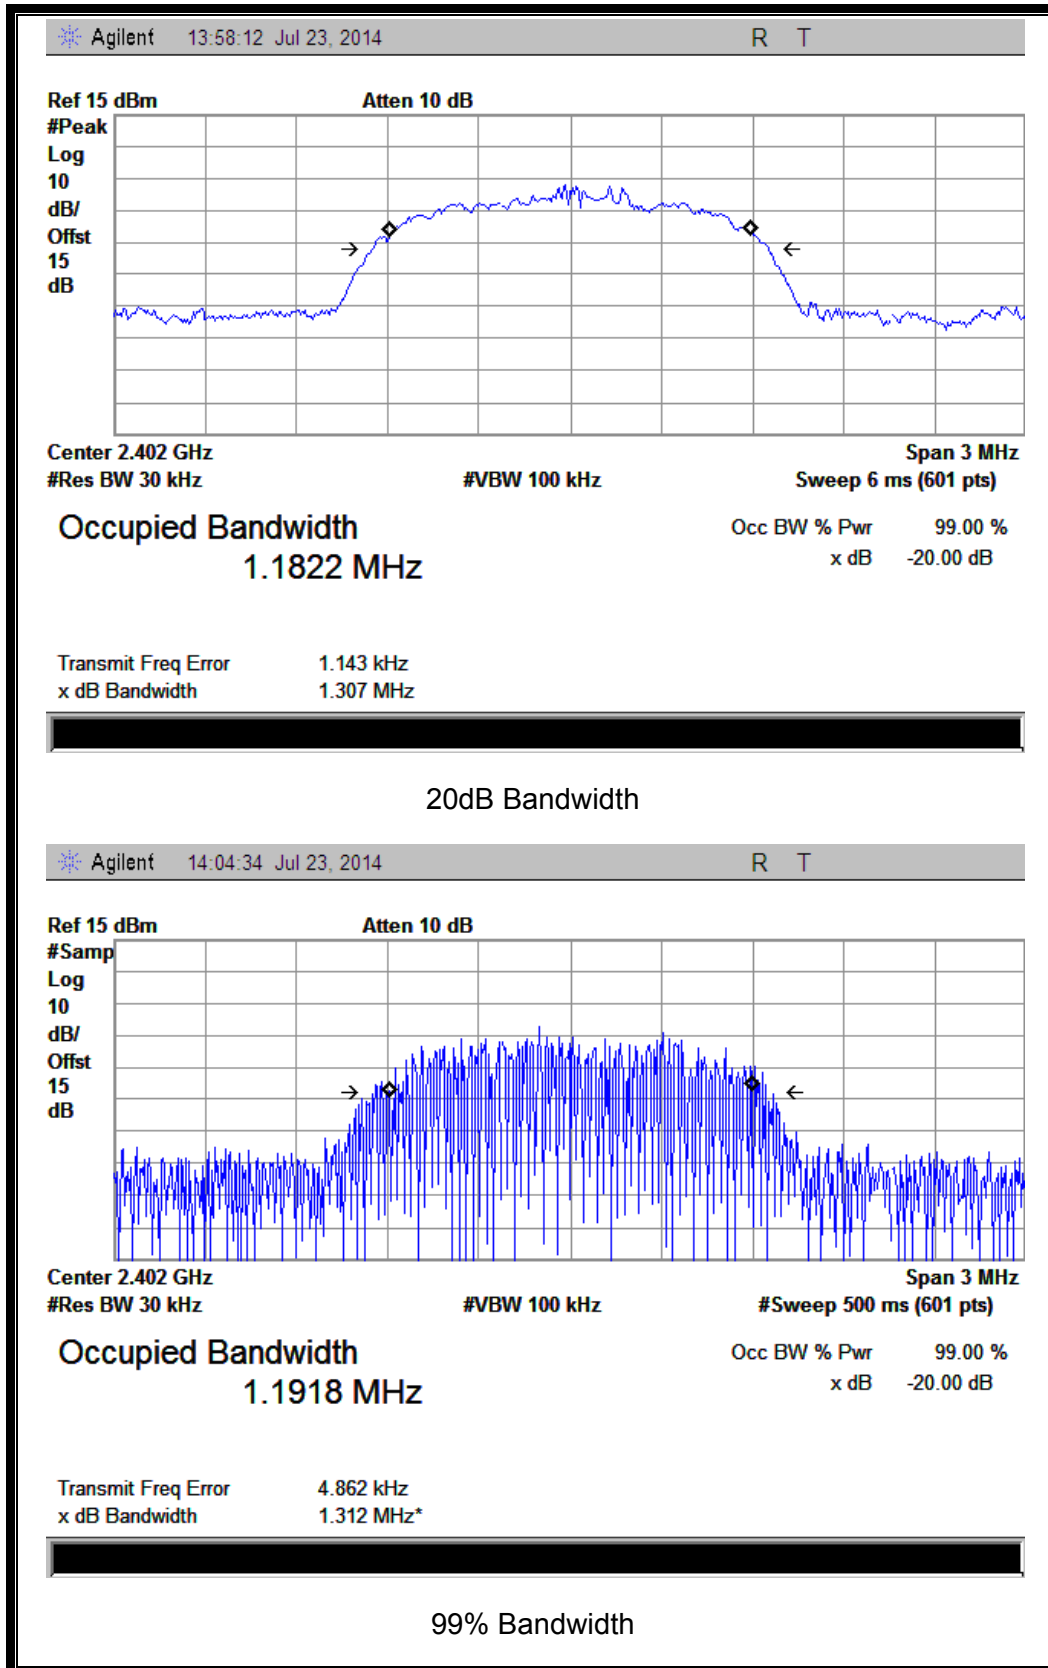 Agilent 13:58:12 Jul 23, 2014 R T
Ref 15 dBm Atten 10 dB
#Peak
Log
10
dB/
Offst
15
dB
Center 2.402 GHz Span 3 MHz
#Res BW 30 kHz #VBW 100 kHz Sweep 6 ms (601 pts)
Occupied Bandwidth Occ BW % Pwr 99.00 %
1.1822 MHz x dB -20.00 dB
Transmit Freq Error 1.143 kHz
x dB Bandwidth 1.307 MHz
20dB Bandwidth
Agilent 14:04:34 Jul 23, 2014 R T
Ref 15 dBm Atten 10 dB
#Samp
Log
10
dB/
Offst
15
dB
Center 2.402 GHz Span 3 MHz
#Res BW 30 kHz #VBW 100 kHz #Sweep 500 ms (601 pts)
Occupied Bandwidth Occ BW % Pwr 99.00 %
1.1918 MHz x dB -20.00 dB
Transmit Freq Error 4.862 kHz
x dB Bandwidth 1.312 MHz*
99% Bandwidth